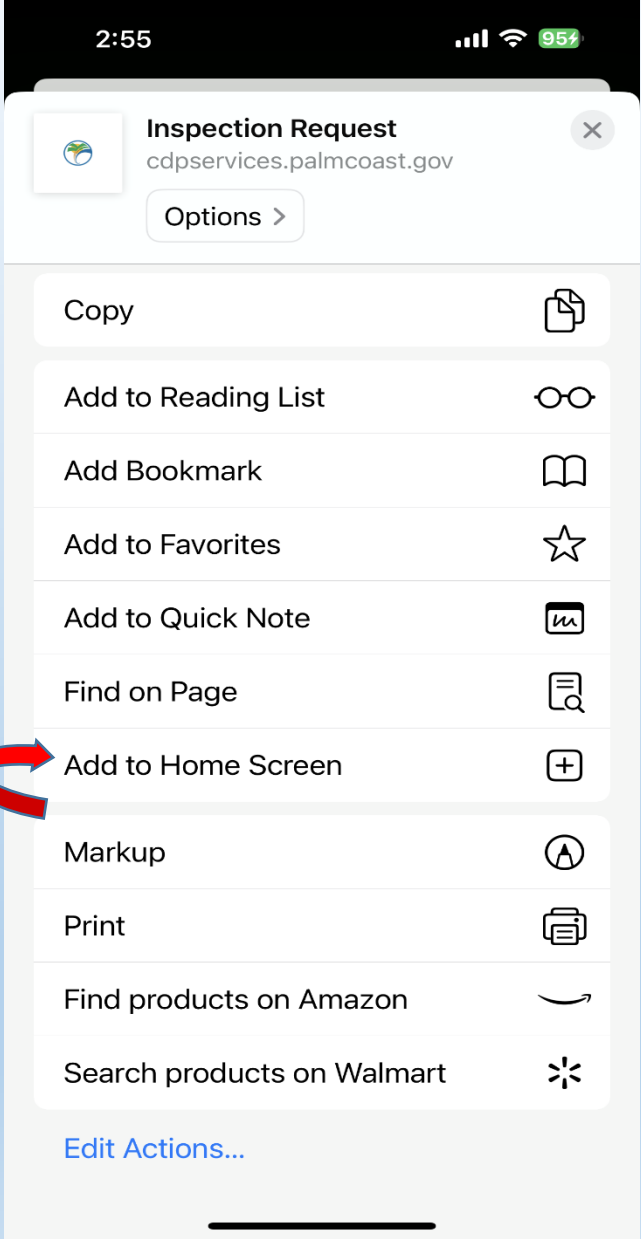 2:55
95
Inspection Request
cdpservices.palmcoast.gov
Options
Copy
Add to Reading List
Add Bookmark
Add to Favorites
Add to Quick Note
Find on Page
Add to Home Screen
Markup
Print
Find products on Amazon
Search products on Walmart
Edit Actions...